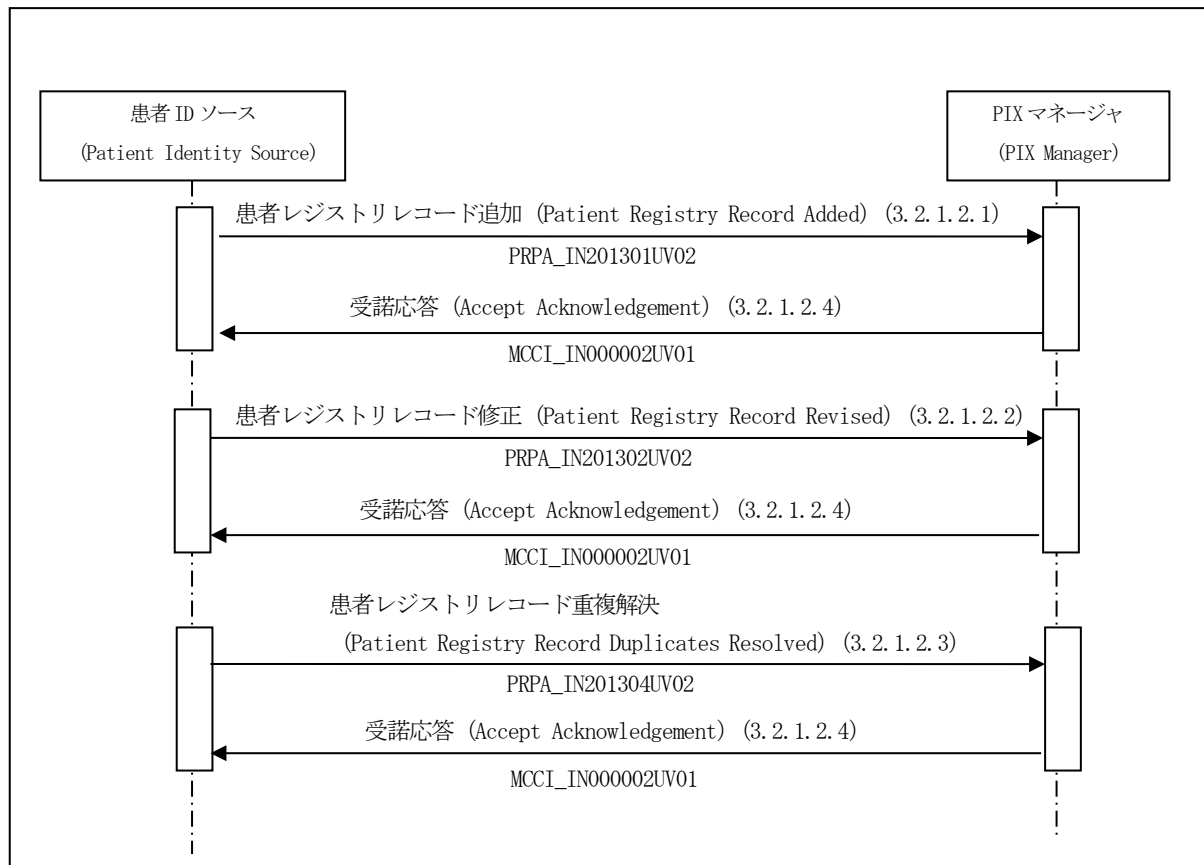 患者 ID ソース
(Patient Identity Source)
PIX マネージャ
(PIX Manager)
患者レジストリレコード追加 (Patient Registry Record Added) (3.2.1.2.1)
PRPA_IN201301UV02
受諾応答 (Accept Acknowledgement) (3.2.1.2.4)
MCCI_IN000002UV01
患者レジストリレコード修正 (Patient Registry Record Revised) (3.2.1.2.2)
PRPA_IN201302UV02
受諾応答 (Accept Acknowledgement) (3.2.1.2.4)
MCCI_IN000002UV01
患者レジストリレコード重複解決
(Patient Registry Record Duplicates Resolved) (3.2.1.2.3)
PRPA_IN201304UV02
受諾応答 (Accept Acknowledgement) (3.2.1.2.4)
MCCI_IN000002UV01